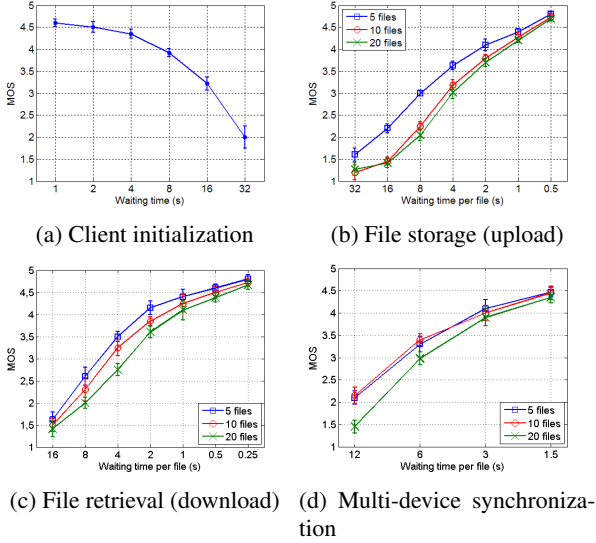 5
4.5
4
3.5
3
2.5
2
1.5
1
MOS
1 2 4 8 16 32
Waiting time (s)
(a) Client initialization
5
4.5
4
3.5
3
2.5
2
1.5
1
MOS
5 files
10 files
20 files
32 16 8 4 2 1 0.5
Waiting time per file (s)
(b) File storage (upload)
5
4.5
4
3.5
3
2.5
2
1.5
1
MOS
5 files
10 files
20 files
16 8 4 2 1 0.5 0.25
Waiting time per file (s)
(c) File retrieval (download)
5
4.5
4
3.5
3
2.5
2
1.5
1
MOS
5 files
10 files
20 files
12 6 3 1.5
Waiting time per file (s)
(d) Multi-device synchroniza-
tion